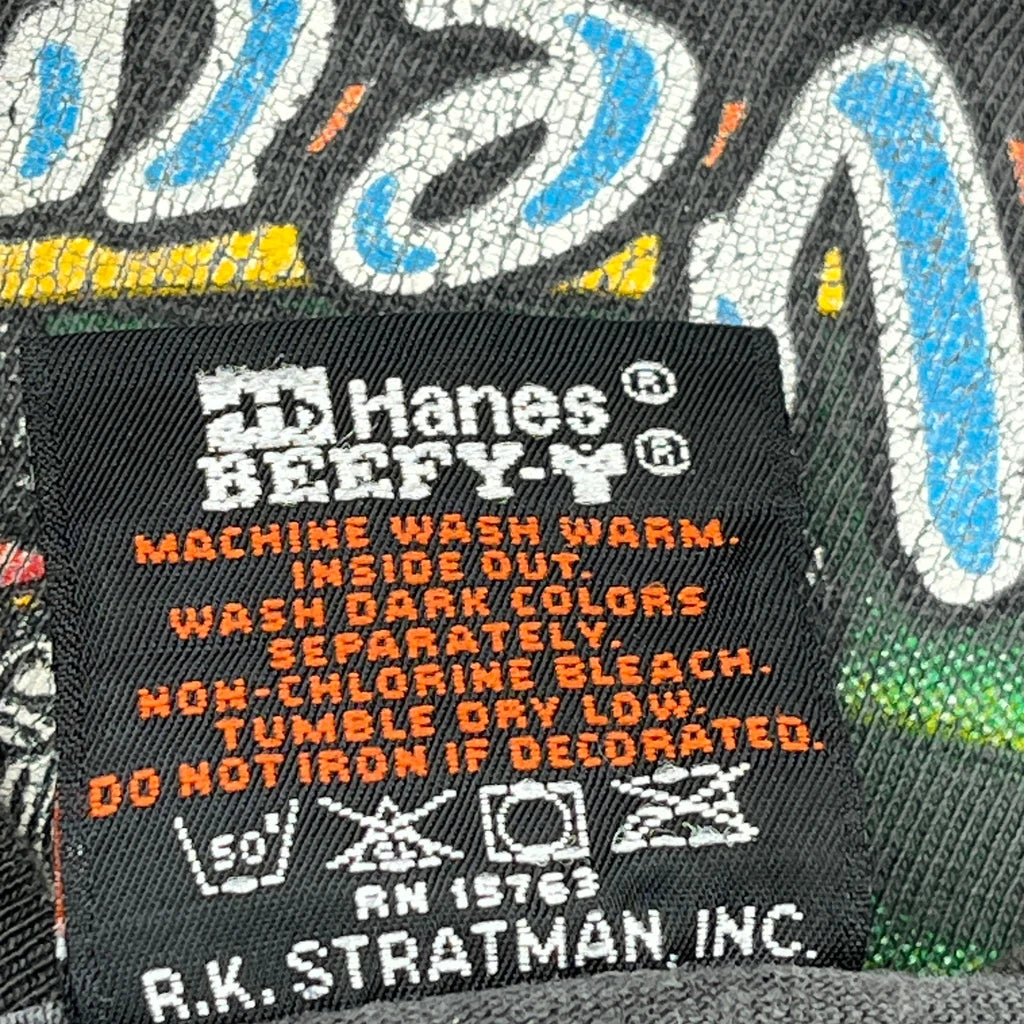 Hanes ®
BEEFY-T ®
MACHINE WASH WARM.
INSIDE OUT.
WASH DARK COLORS
SEPARATELY.
NON-CHLORINE BLEACH.
TUMBLE DRY LOW.
DO NOT IRON IF DECORATED.
50°
RN 15763
R.K. STRATMAN, INC.